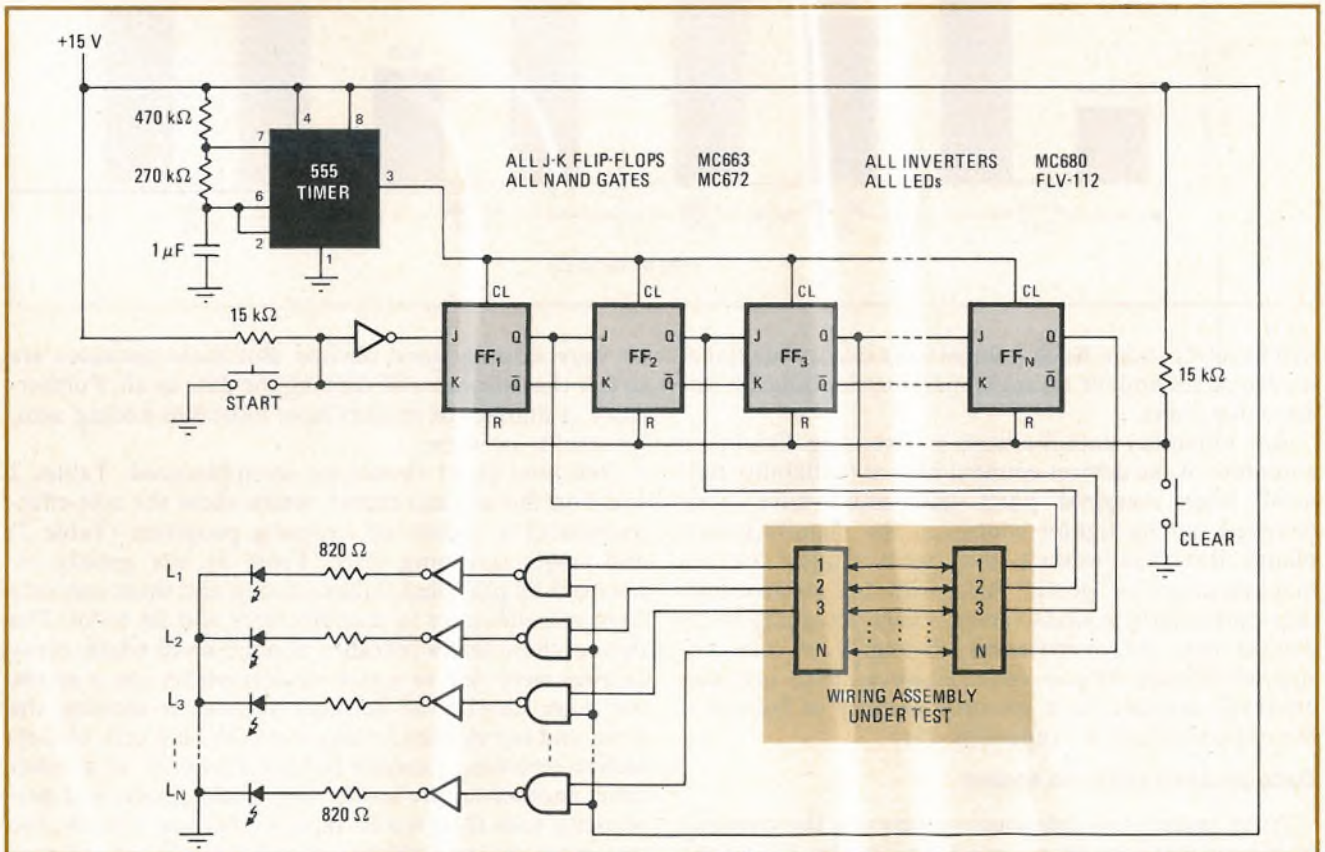 +15 V
470 kΩ
270 kΩ
1 μF
7
6
2
4
8
3
1
555
TIMER
ALL J-K FLIP-FLOPS MC663
ALL NAND GATES MC672
ALL INVERTERS MC680
ALL LEDs FLV-112
15 kΩ
START
CL
CL
CL
CL
J Q
FF1
K Q̅
R
J Q
FF2
K Q̅
R
J Q
FF3
K Q̅
R
J Q
FFN
K Q̅
R
15 kΩ
CLEAR
820 Ω
L1
L2
L3
LN
820 Ω
1
2
3
N
1
2
3
N
WIRING ASSEMBLY
UNDER TEST